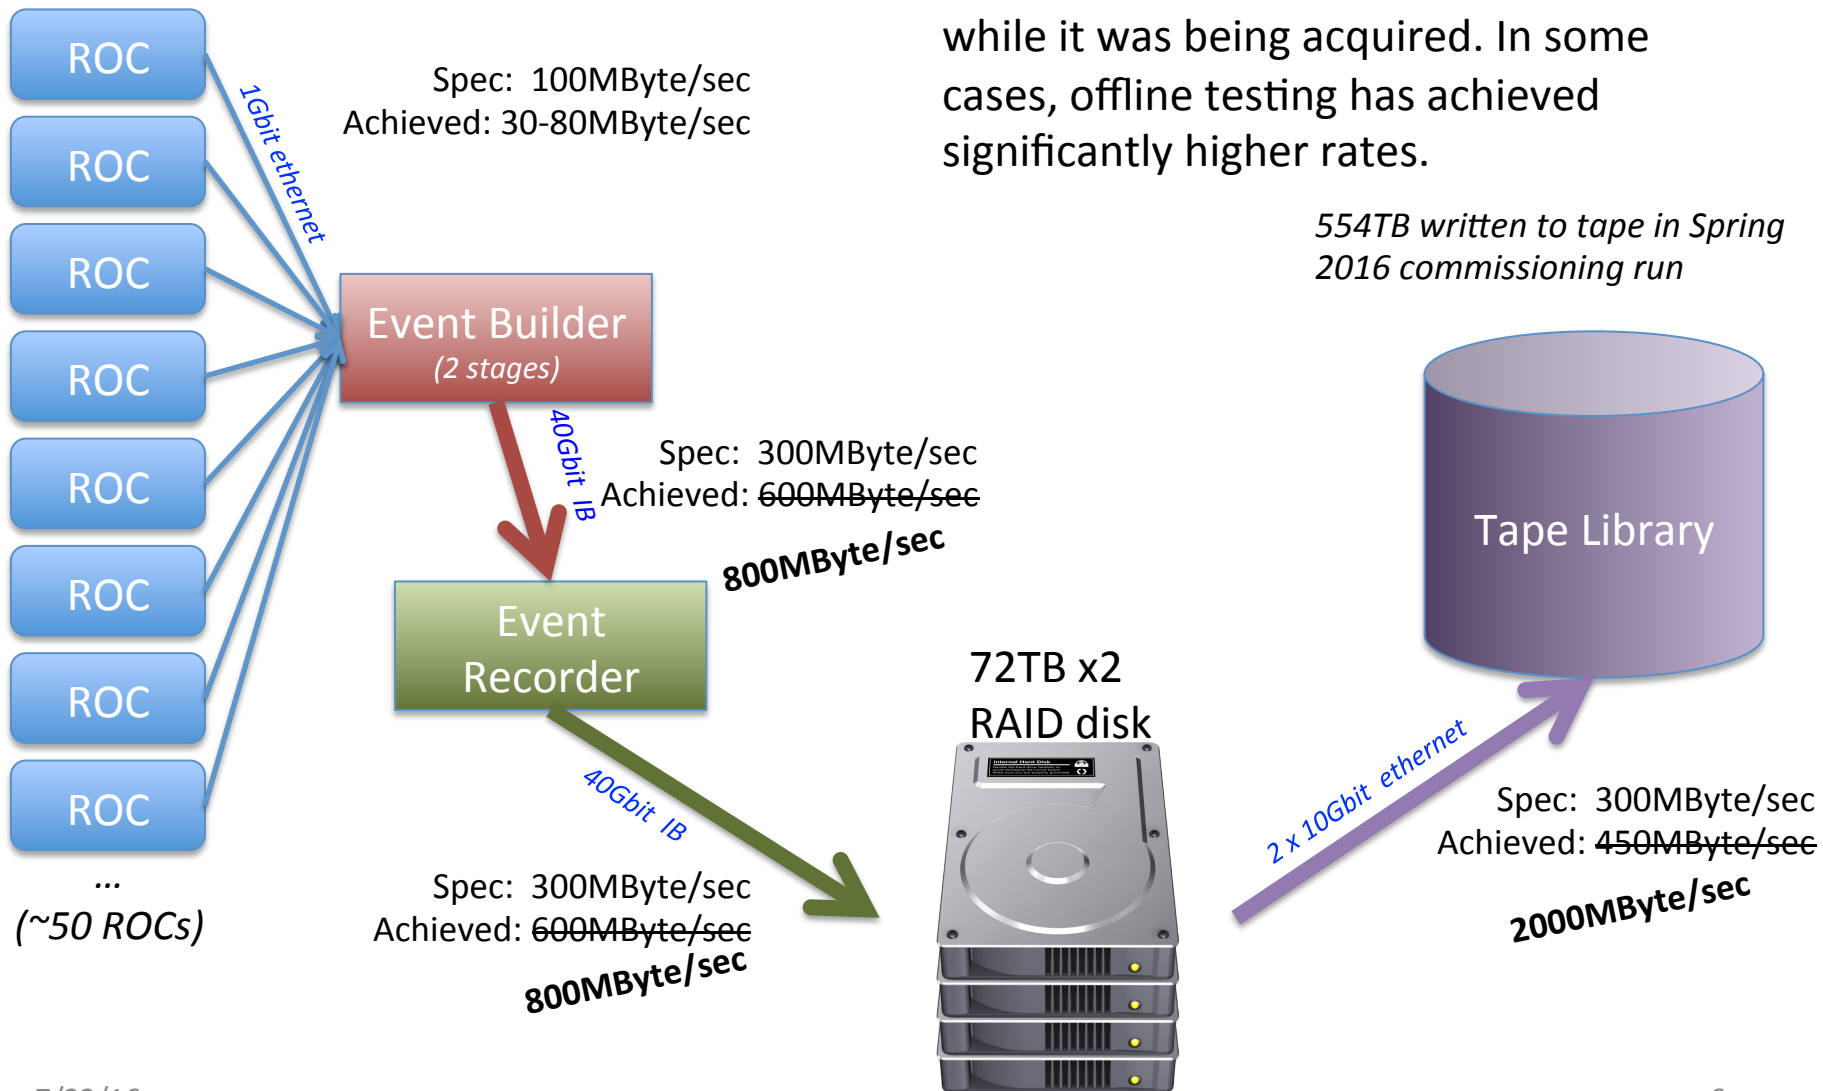 while it was being acquired. In some
cases, offline testing has achieved
significantly higher rates.
554TB written to tape in Spring
2016 commissioning run
ROC
ROC
ROC
ROC
ROC
ROC
ROC
ROC
...
(~50 ROCs)
1Gbit ethernet
Spec: 100MByte/sec
Achieved: 30-80MByte/sec
Event Builder
(2 stages)
40Gbit IB
Spec: 300MByte/sec
Achieved: 600MByte/sec
800MByte/sec
Event
Recorder
40Gbit IB
Spec: 300MByte/sec
Achieved: 600MByte/sec
800MByte/sec
72TB x2
RAID disk
Internal Hard Disk
2 x 10Gbit ethernet
Spec: 300MByte/sec
Achieved: 450MByte/sec
2000MByte/sec
Tape Library